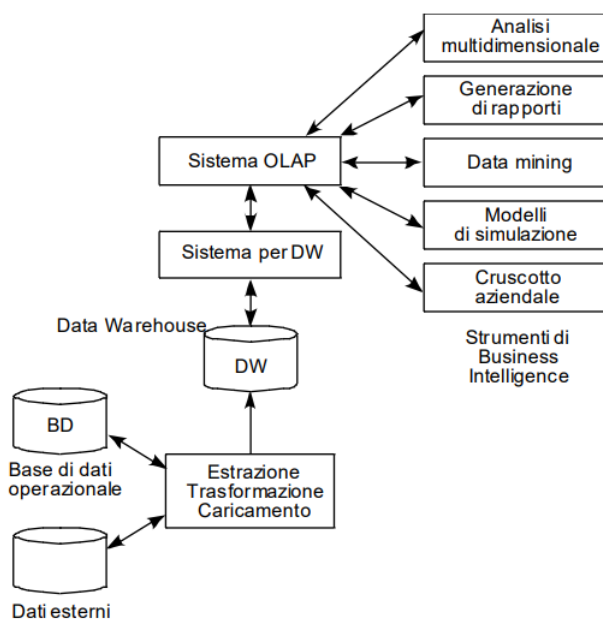 Analisi
multidimensionale
Generazione
di rapporti
Sistema OLAP
Data mining
Modelli
di simulazione
Sistema per DW
Cruscotto
aziendale
Data Warehouse
Strumenti di
Business
Intelligence
DW
BD
Base di dati
operazionale
Estrazione
Trasformazione
Caricamento
Dati esterni